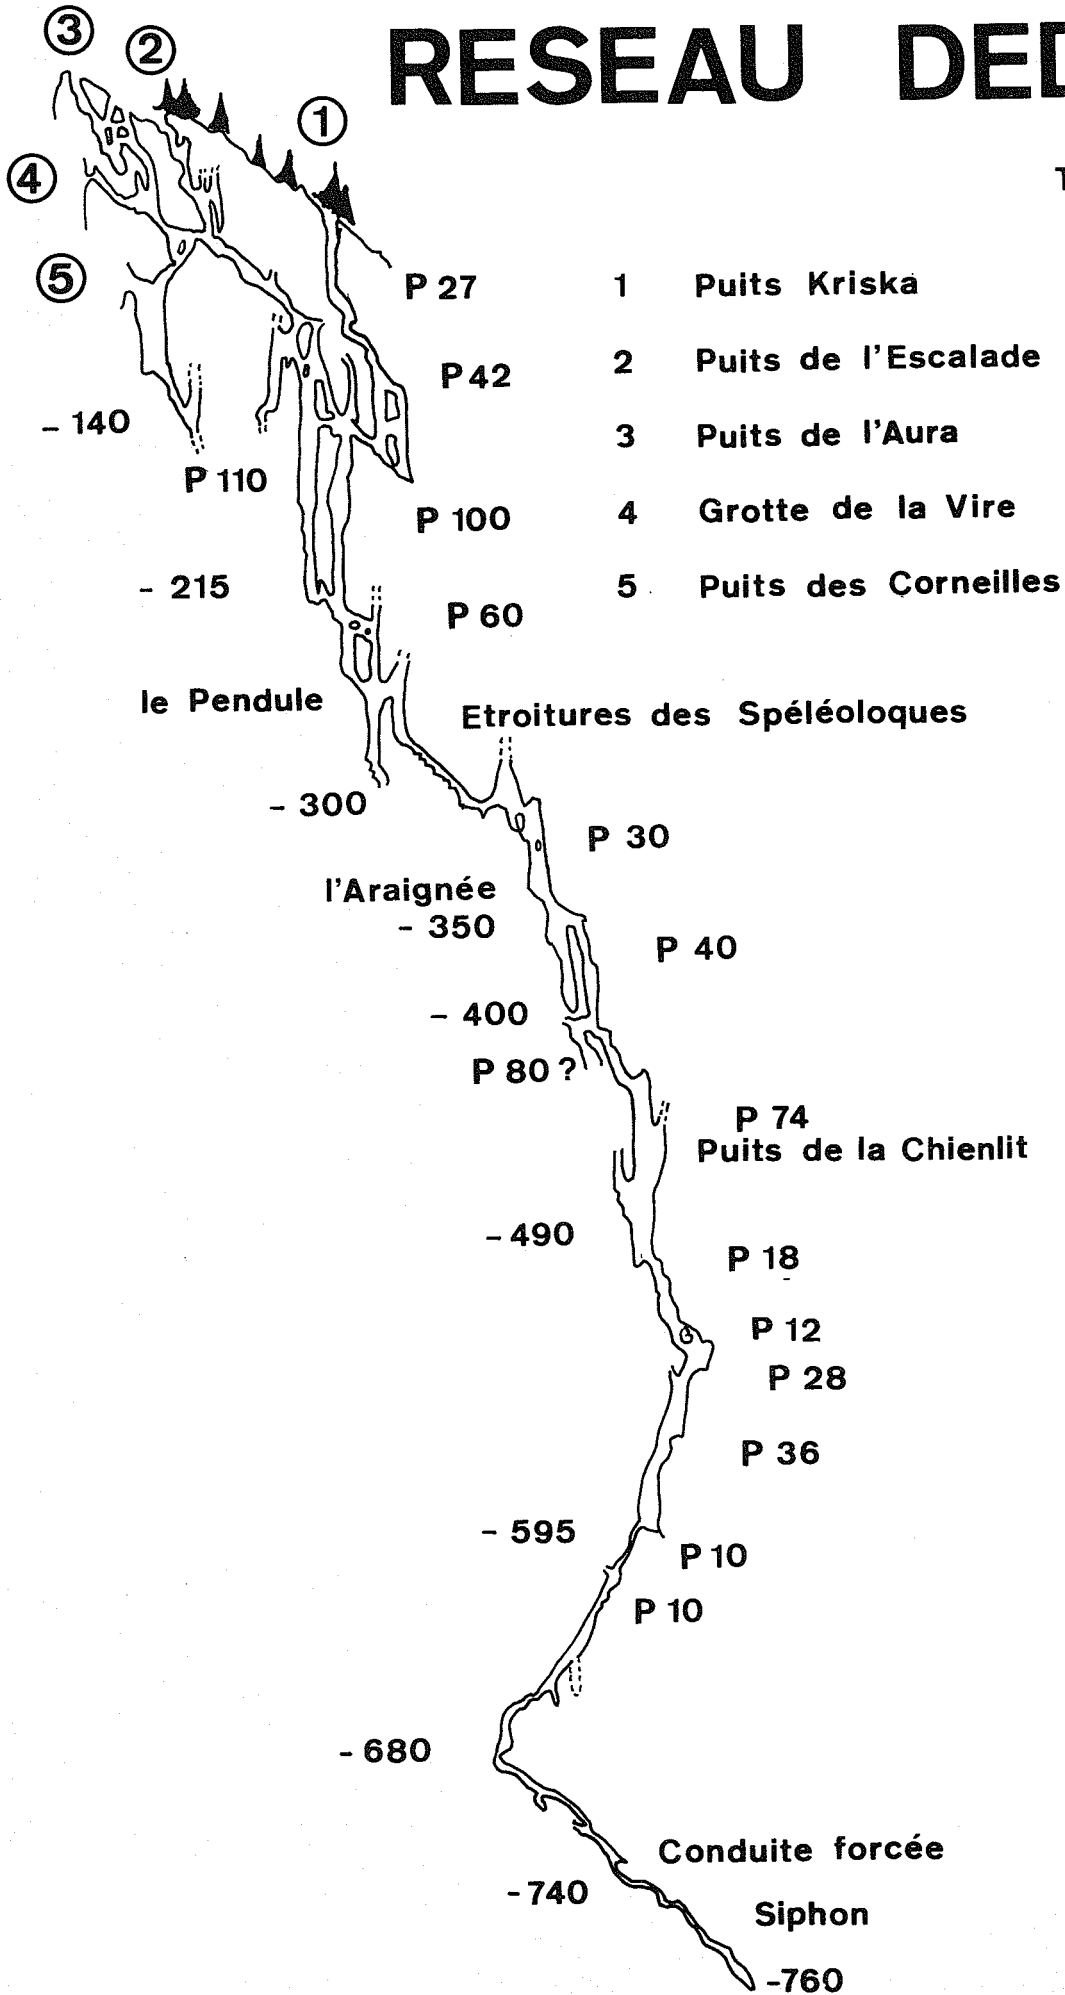 RESEAU DED
T
3
2
1
4
5
P 27
1 Puits Kriska
P 42
2 Puits de l'Escalade
- 140
3 Puits de l'Aura
P 110
P 100
4 Grotte de la Vire
- 215
5 Puits des Corneilles
P 60
le Pendule
Etroitures des Spéléoloques
- 300
P 30
l'Araignée
- 350
P 40
- 400
P 80 ?
P 74
Puits de la Chienlit
- 490
P 18
P 12
P 28
P 36
- 595
P 10
P 10
- 680
Conduite forcée
- 740
Siphon
- 760